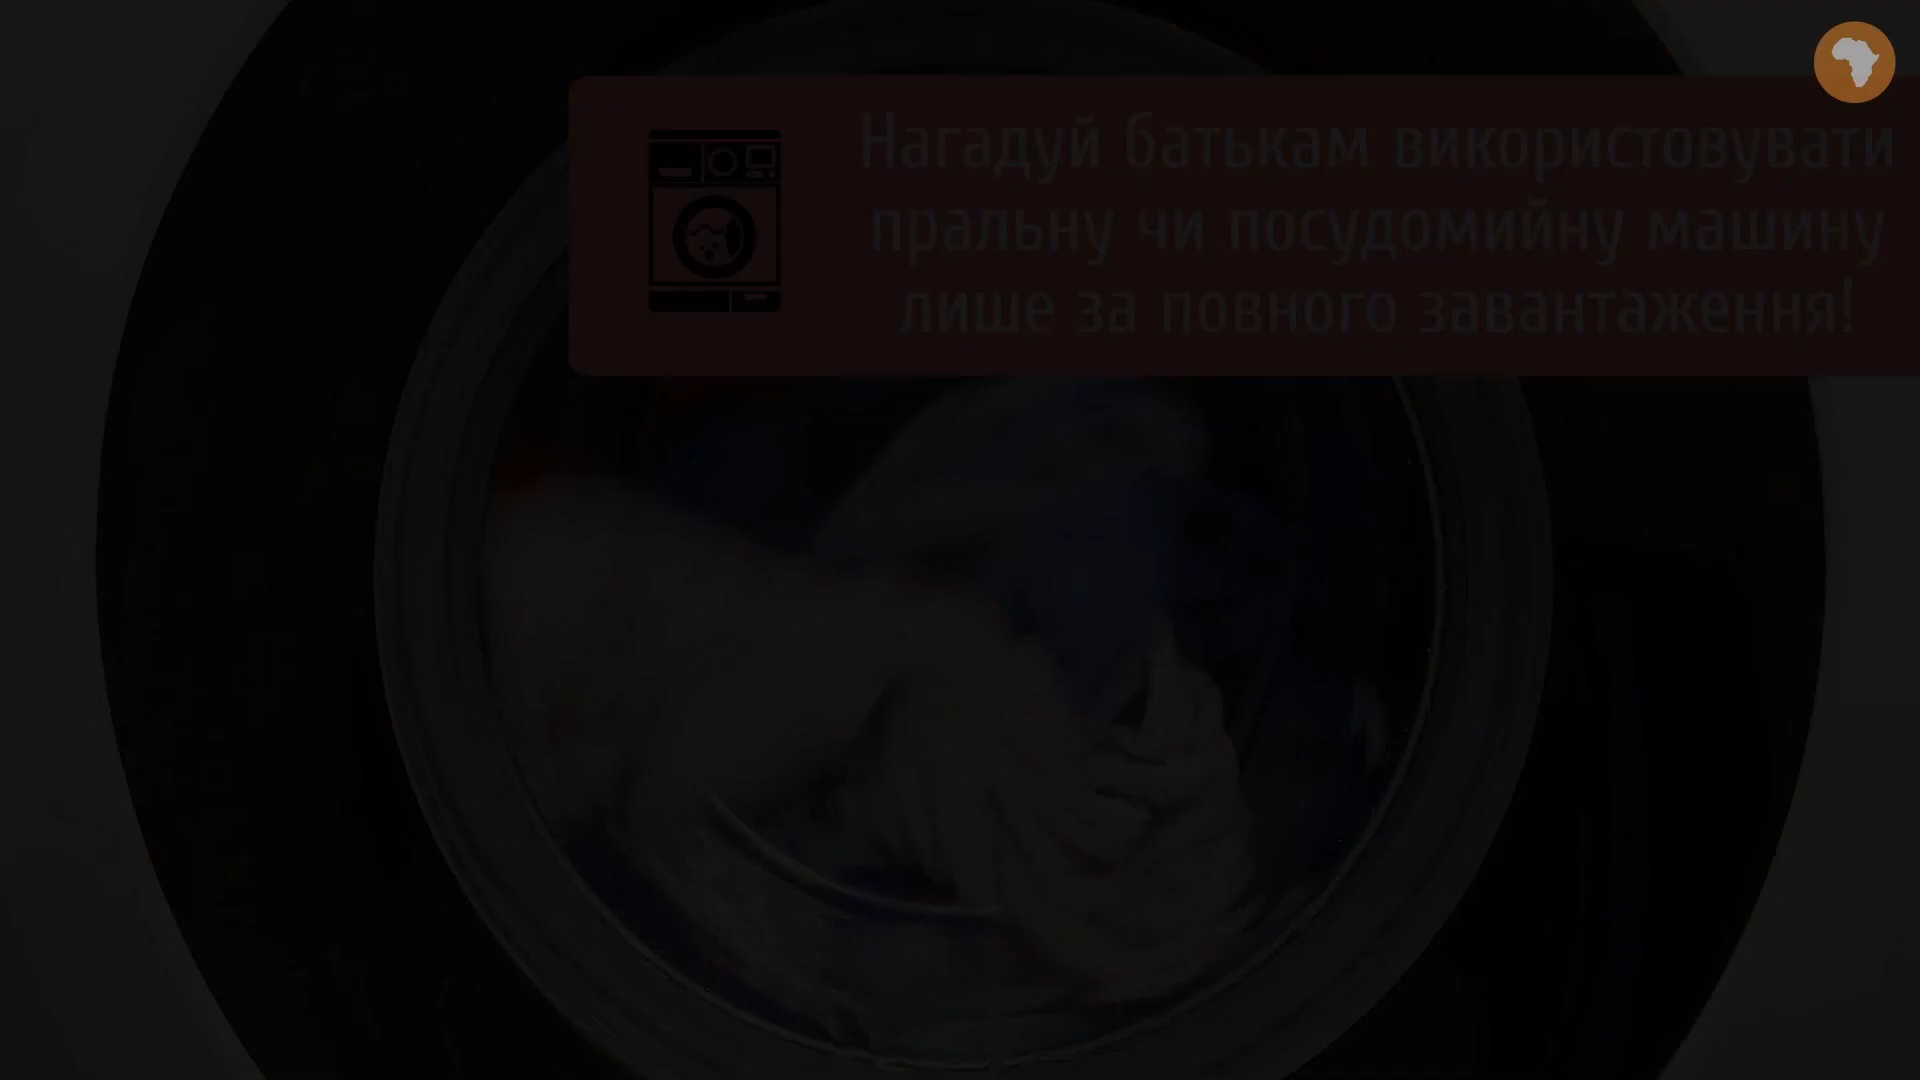 Нагадуй батькам використовувати
пральну чи посудомийну машину
лише за повного завантаження!